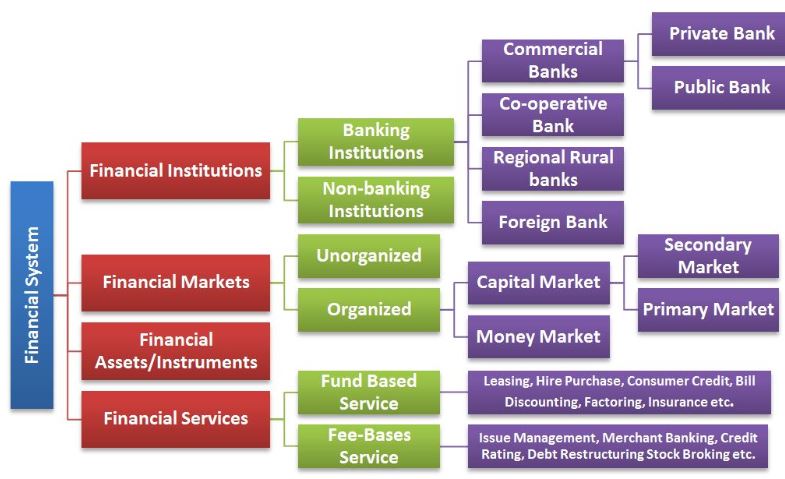 Financial System
Financial Institutions
Banking
Institutions
Commercial
Banks
Private Bank
Public Bank
Co-operative
Bank
Regional Rural
banks
Foreign Bank
Non-banking
Institutions
Financial Markets
Unorganized
Organized
Capital Market
Secondary
Market
Primary Market
Money Market
Financial
Assets/Instruments
Financial Services
Fund Based
Service
Leasing, Hire Purchase, Consumer Credit, Bill
Discounting, Factoring, Insurance etc.
Fee-Bases
Service
Issue Management, Merchant Banking, Credit
Rating, Debt Restructuring Stock Broking etc.